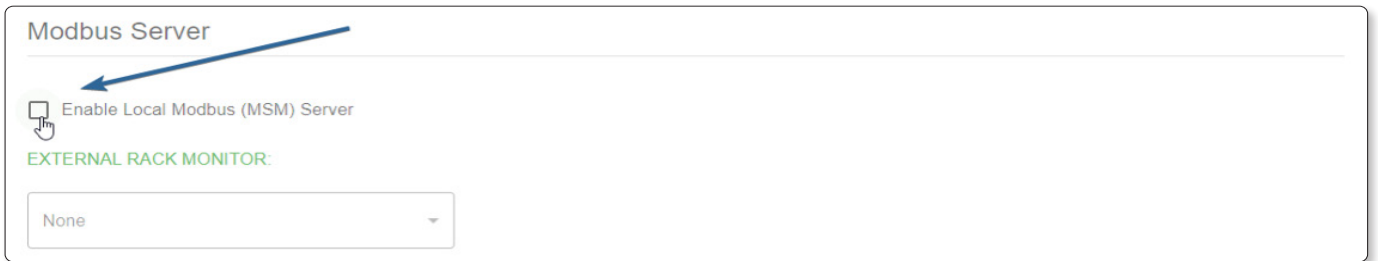 Modbus Server
Enable Local Modbus (MSM) Server
EXTERNAL RACK MONITOR:
None